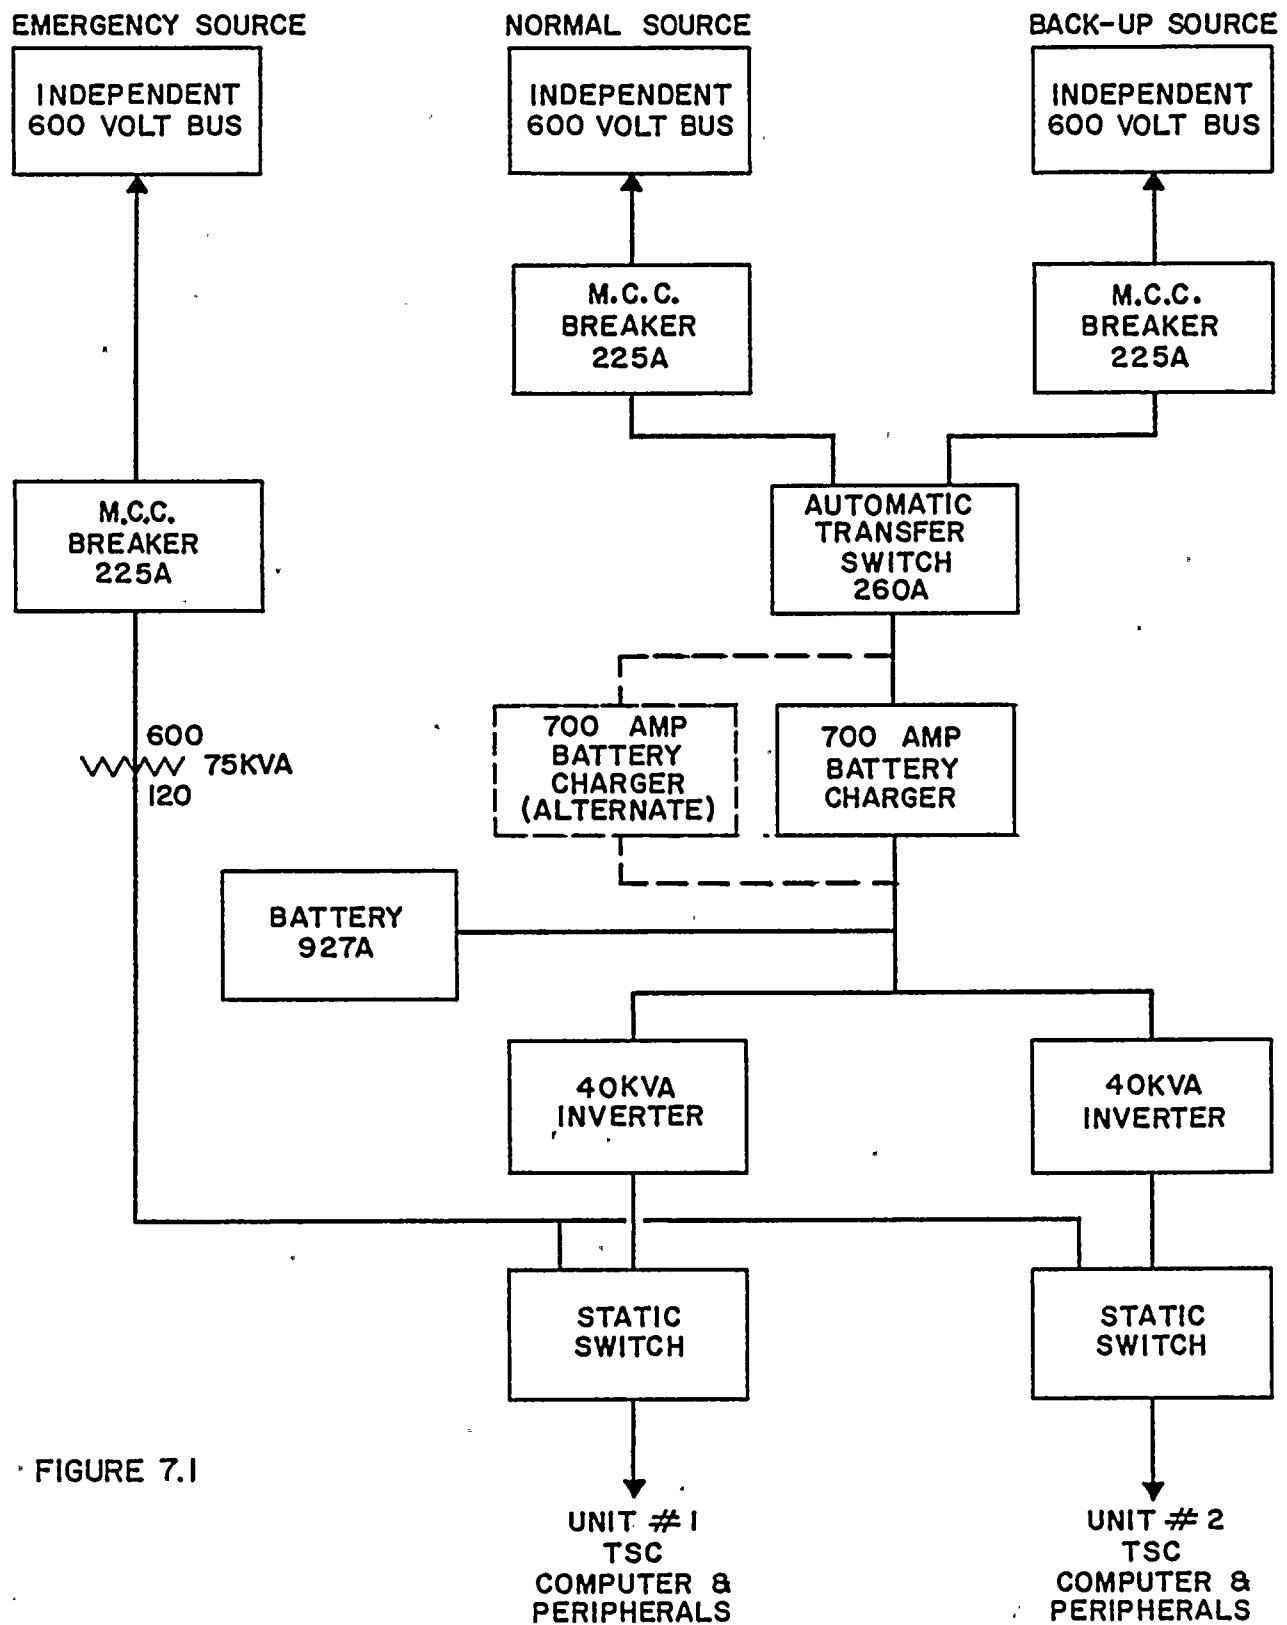 EMERGENCY SOURCE
NORMAL SOURCE
BACK-UP SOURCE
INDEPENDENT
600 VOLT BUS
INDEPENDENT
600 VOLT BUS
INDEPENDENT
600 VOLT BUS
M.C.C.
BREAKER
225A
M.C.C.
BREAKER
225A
M.C.C.
BREAKER
225A
AUTOMATIC
TRANSFER
SWITCH
260A
600
75KVA
120
700 AMP
BATTERY
CHARGER
(ALTERNATE)
700 AMP
BATTERY
CHARGER
BATTERY
927A
40KVA
INVERTER
40KVA
INVERTER
STATIC
SWITCH
STATIC
SWITCH
FIGURE 7.1
UNIT # 1
TSC
COMPUTER &
PERIPHERALS
UNIT # 2
TSC
COMPUTER &
PERIPHERALS